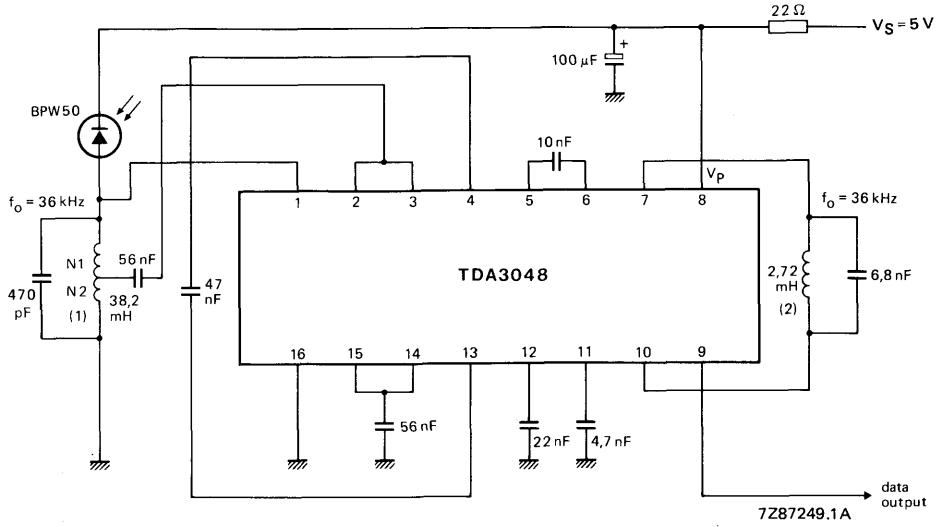 22 Ω
V_S = 5 V
+
100 μF
BPW50
10 nF
V_P
1 2 3 4 5 6 7 8
f_o = 36 kHz
f_o = 36 kHz
N1
56 nF
N2
(1)
38,2
mH
470
pF
47
nF
TDA3048
2,72
mH
(2)
6,8 nF
16 15 14 13 12 11 10 9
56 nF
22 nF
4,7 nF
data
output
7Z87249.1A